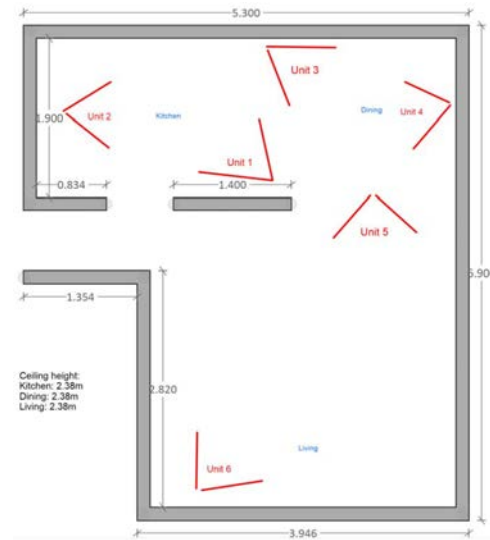 5.300
Unit 3
Unit 2
Kitchen
Dining
Unit 4
1.900
Unit 1
0.834
1.400
Unit 5
1.354
Ceiling height:
Kitchen: 2.38m
Dining: 2.38m
Living: 2.38m
2.820
Living
Unit 6
3.946